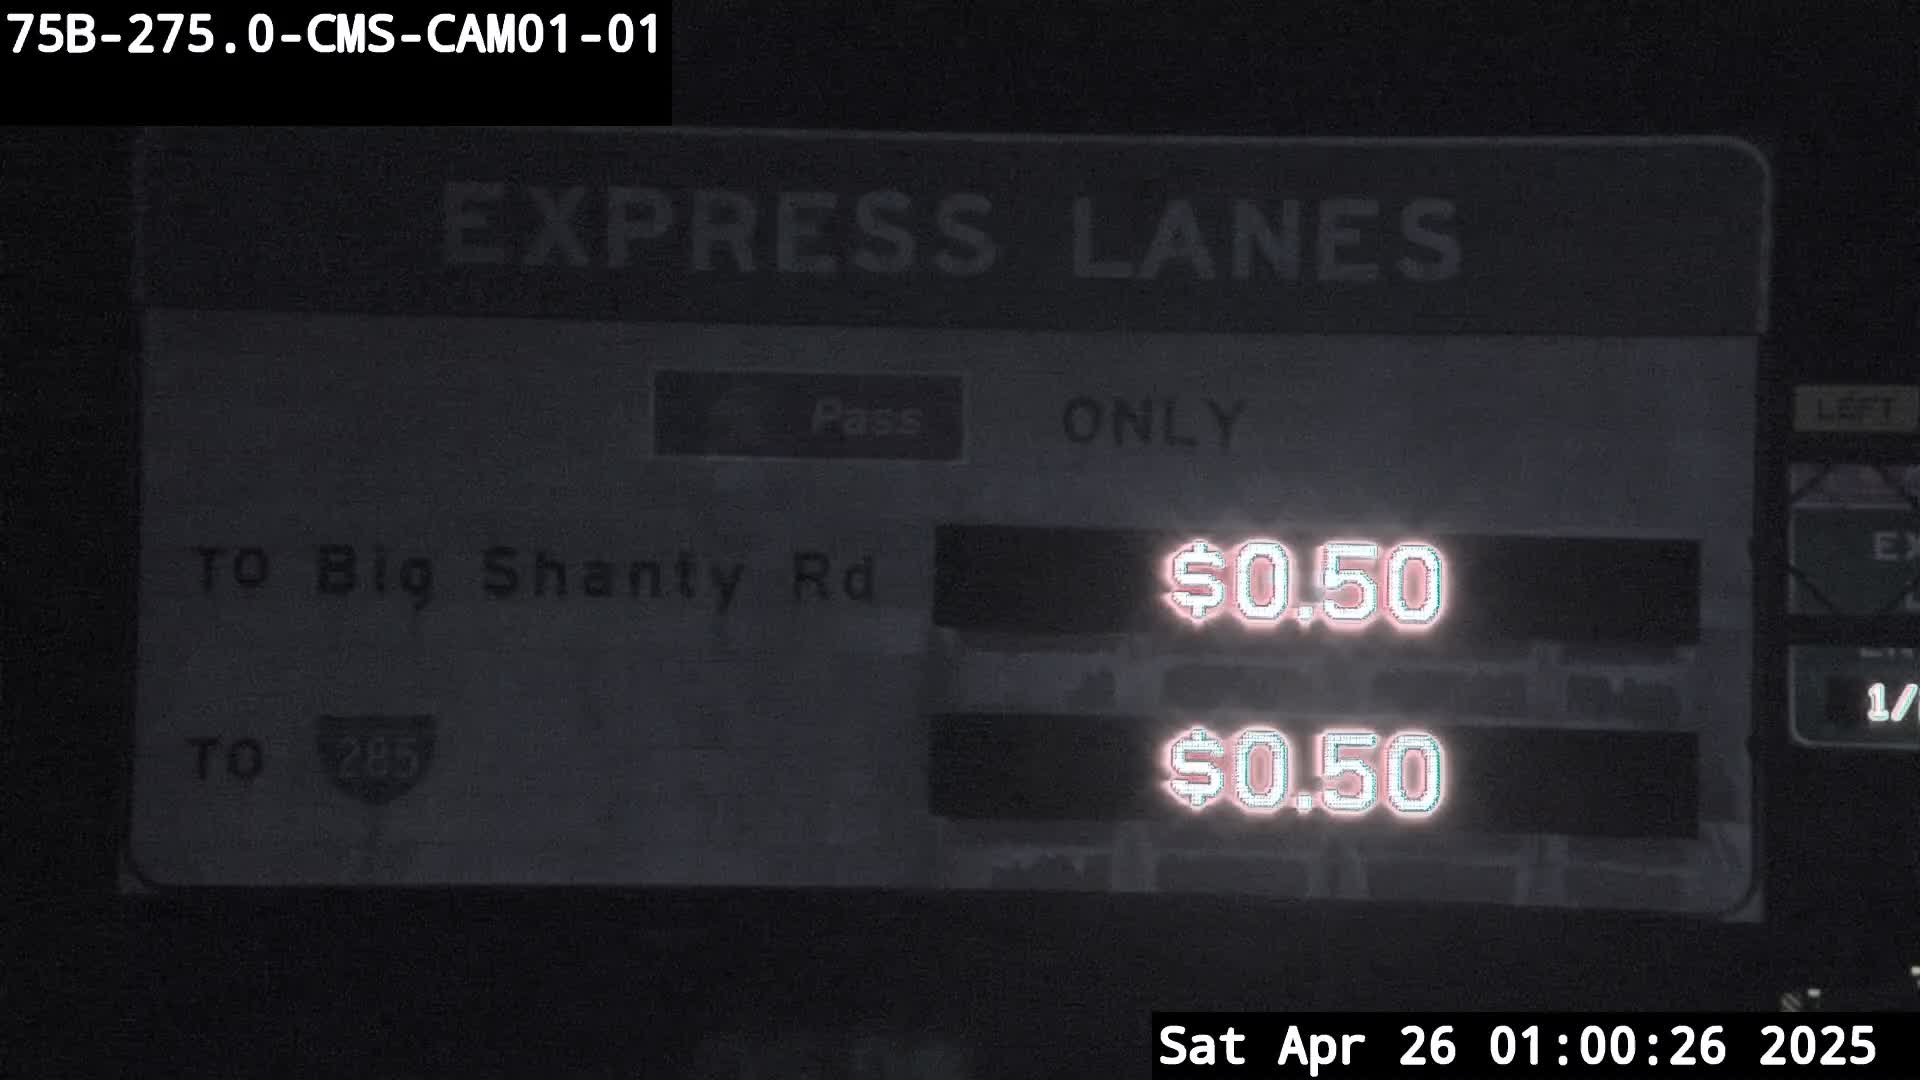 75B-275.0-CMS-CAM01-01
EXPRESS LANES
Pass ONLY
TO Big Shanty Rd $0.50
TO 285 $0.50
LEFT
1/
Sat Apr 26 01:00:26 2025